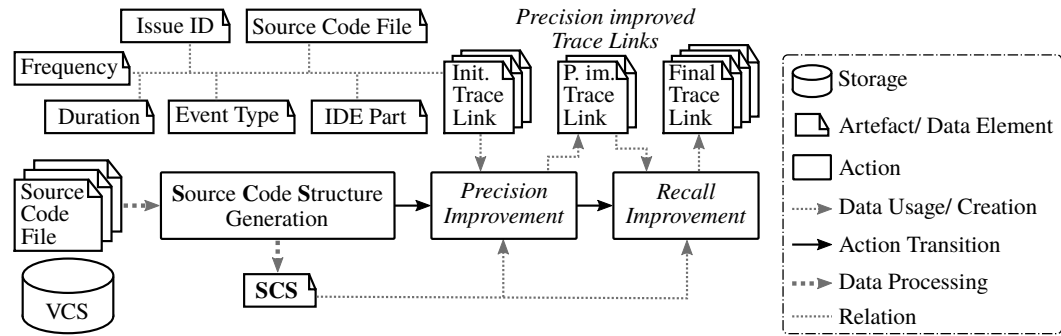 Issue ID
Source Code File
Precision improved
Trace Links
Frequency
Duration
Event Type
IDE Part
Init.
Trace
Link
P. im.
Trace
Link
Final
Trace
Link
Source
Code
File
Source Code Structure
Generation
Precision
Improvement
Recall
Improvement
SCS
VCS
Storage
Artefact/ Data Element
Action
Data Usage/ Creation
Action Transition
Data Processing
Relation